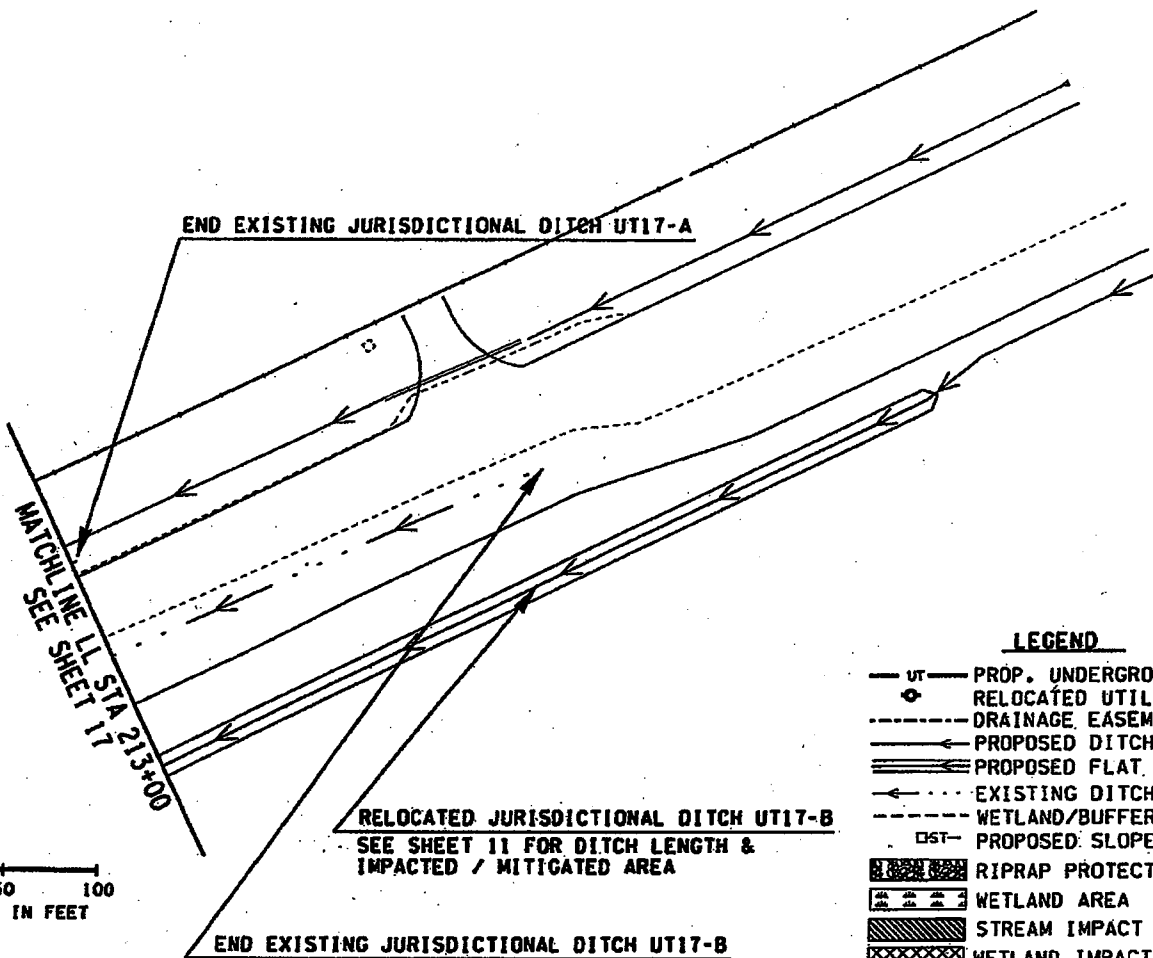 END EXISTING JURISDICTIONAL DITCH UT17-A
MATCHLINE LL STA 213+00
SEE SHEET 17
RELOCATED JURISDICTIONAL DITCH UT17-B
SEE SHEET 11 FOR DITCH LENGTH &
IMPACTED / MITIGATED AREA
100
IN FEET
END EXISTING JURISDICTIONAL DITCH UT17-B
LEGEND
UT PROP. UNDERGRO
RELOCATED UTIL
DRAINAGE EASEM
PROPOSED DITCH
PROPOSED FLAT
EXISTING DITCH
WETLAND/BUFFER
ST PROPOSED SLOPE
RIPRAP PROTECT
WETLAND AREA
STREAM IMPACT
WETLAND IMPACT